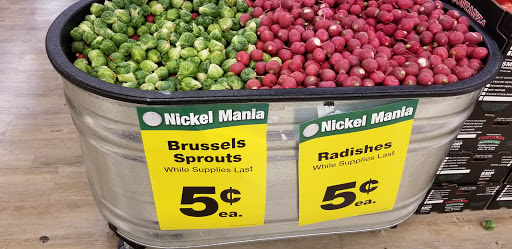 Nickel Mania
Brussels
Sprouts
While Supplies Last
5¢
ea.
Nickel Mania
Radishes
While Supplies Last
5¢
ea.